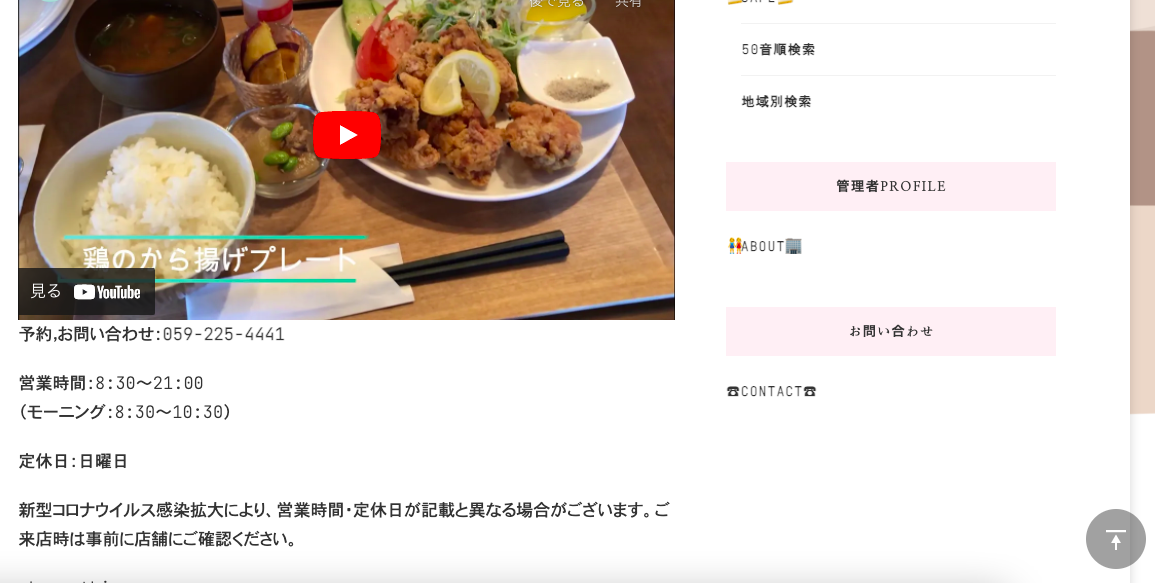 後で見る
共有
鶏のから揚げプレート
見る YouTube
予約,お問い合わせ:059-225-4441
営業時間:8:30〜21:00
(モーニング:8:30〜10:30)
定休日:日曜日
新型コロナウイルス感染拡大により、営業時間・定休日が記載と異なる場合がございます。ご
来店時は事前に店舗にご確認ください。
50音順検索
地域別検索
管理者PROFILE
👫ABOUT🏢
お問い合わせ
☎CONTACT☎